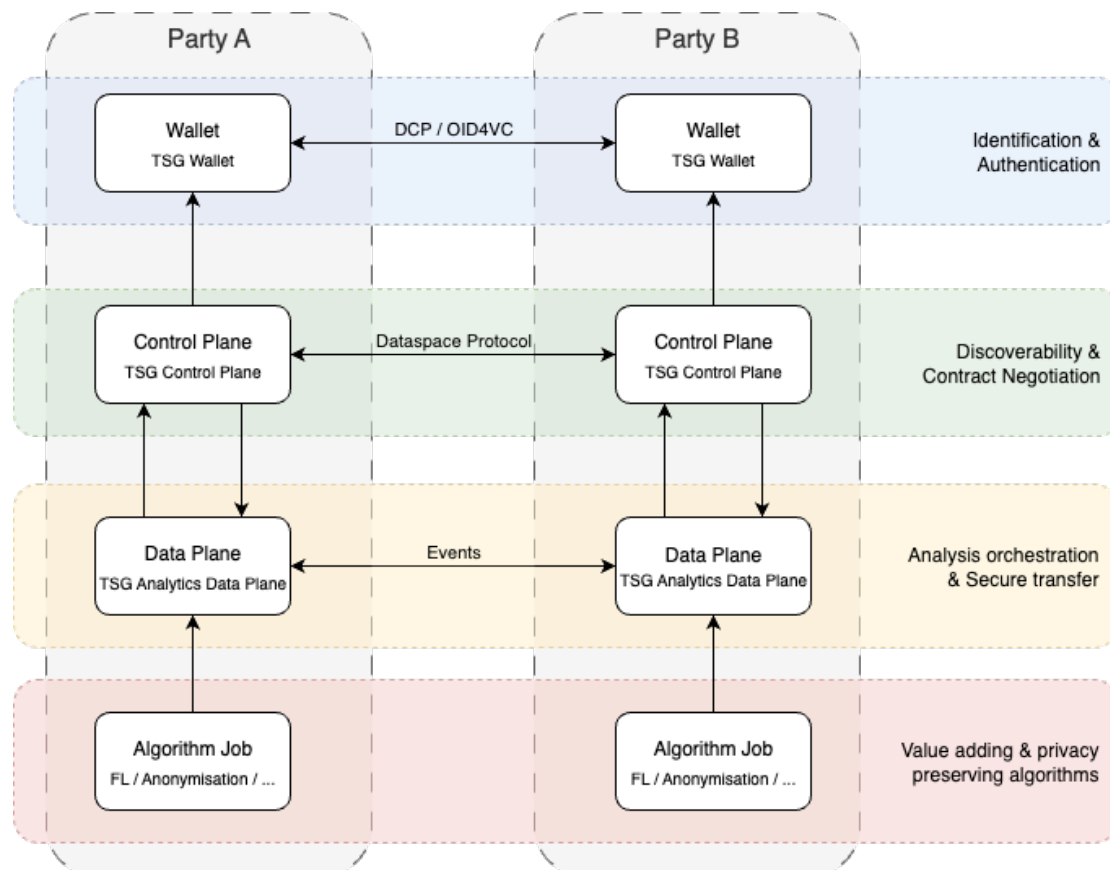 Party A
Party B
Wallet
TSG Wallet
DCP / OID4VC
Wallet
TSG Wallet
Identification &
Authentication
Control Plane
TSG Control Plane
Dataspace Protocol
Control Plane
TSG Control Plane
Discoverability &
Contract Negotiation
Data Plane
TSG Analytics Data Plane
Events
Data Plane
TSG Analytics Data Plane
Analysis orchestration
& Secure transfer
Algorithm Job
FL / Anonymisation / ...
Algorithm Job
FL / Anonymisation / ...
Value adding & privacy
preserving algorithms